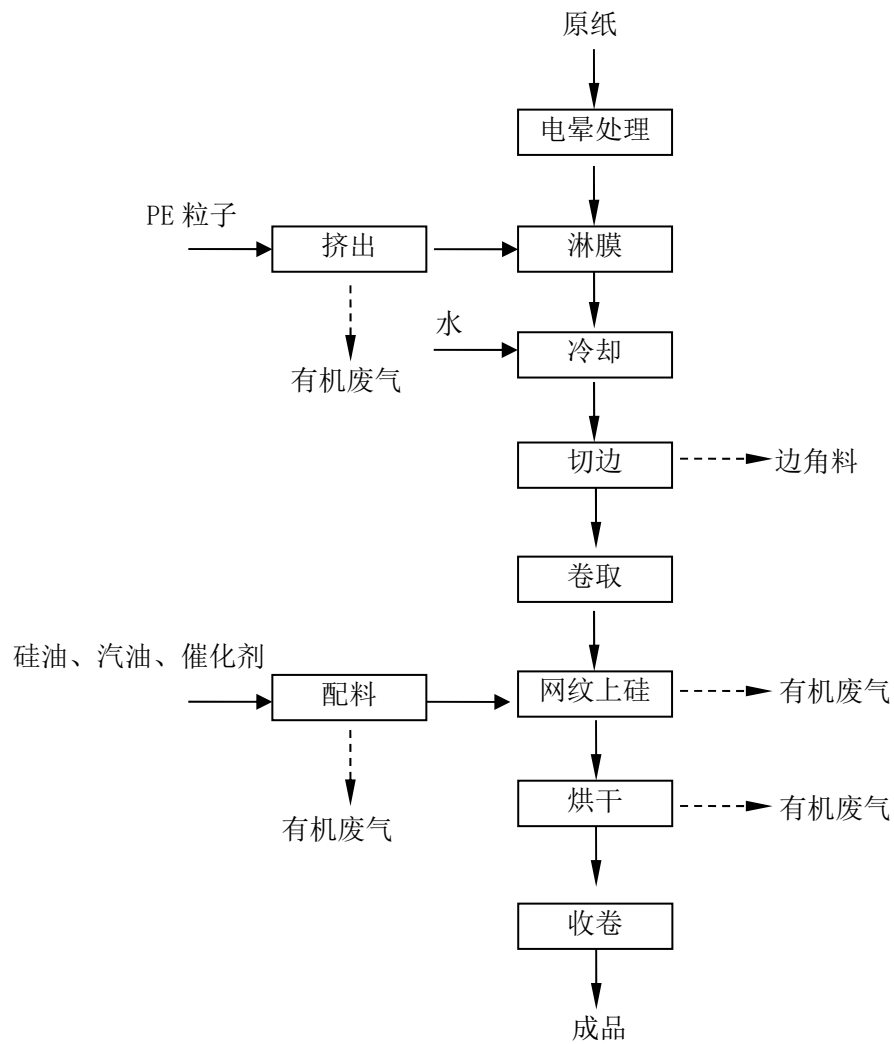 原纸
电晕处理
PE 粒子
挤出
淋膜
水
冷却
有机废气
切边
边角料
卷取
硅油、汽油、催化剂
配料
网纹上硅
有机废气
烘干
有机废气
有机废气
收卷
成品